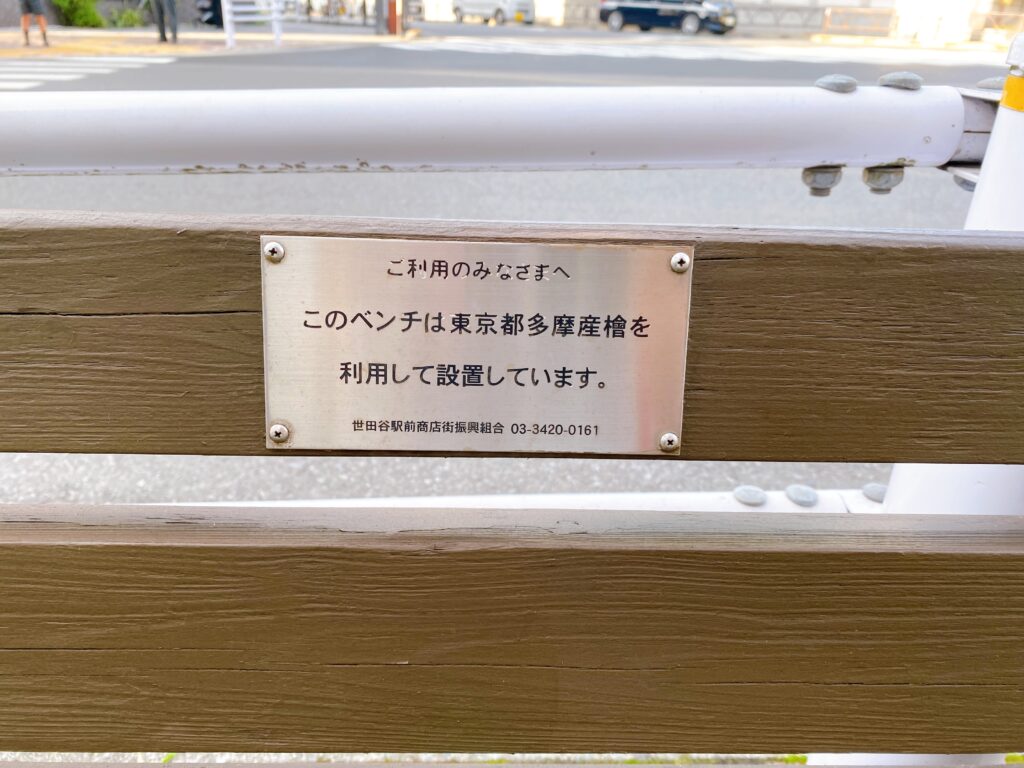 ご利用のみなさまへ
このベンチは東京都多摩産檜を
利用して設置しています。
世田谷駅前商店街振興組合 03-3420-0161